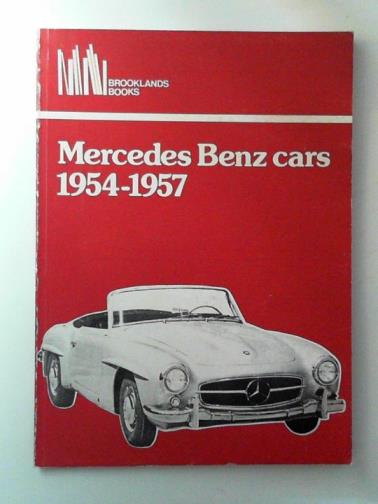 BROOKLANDS
BOOKS
Mercedes Benz cars
1954-1957